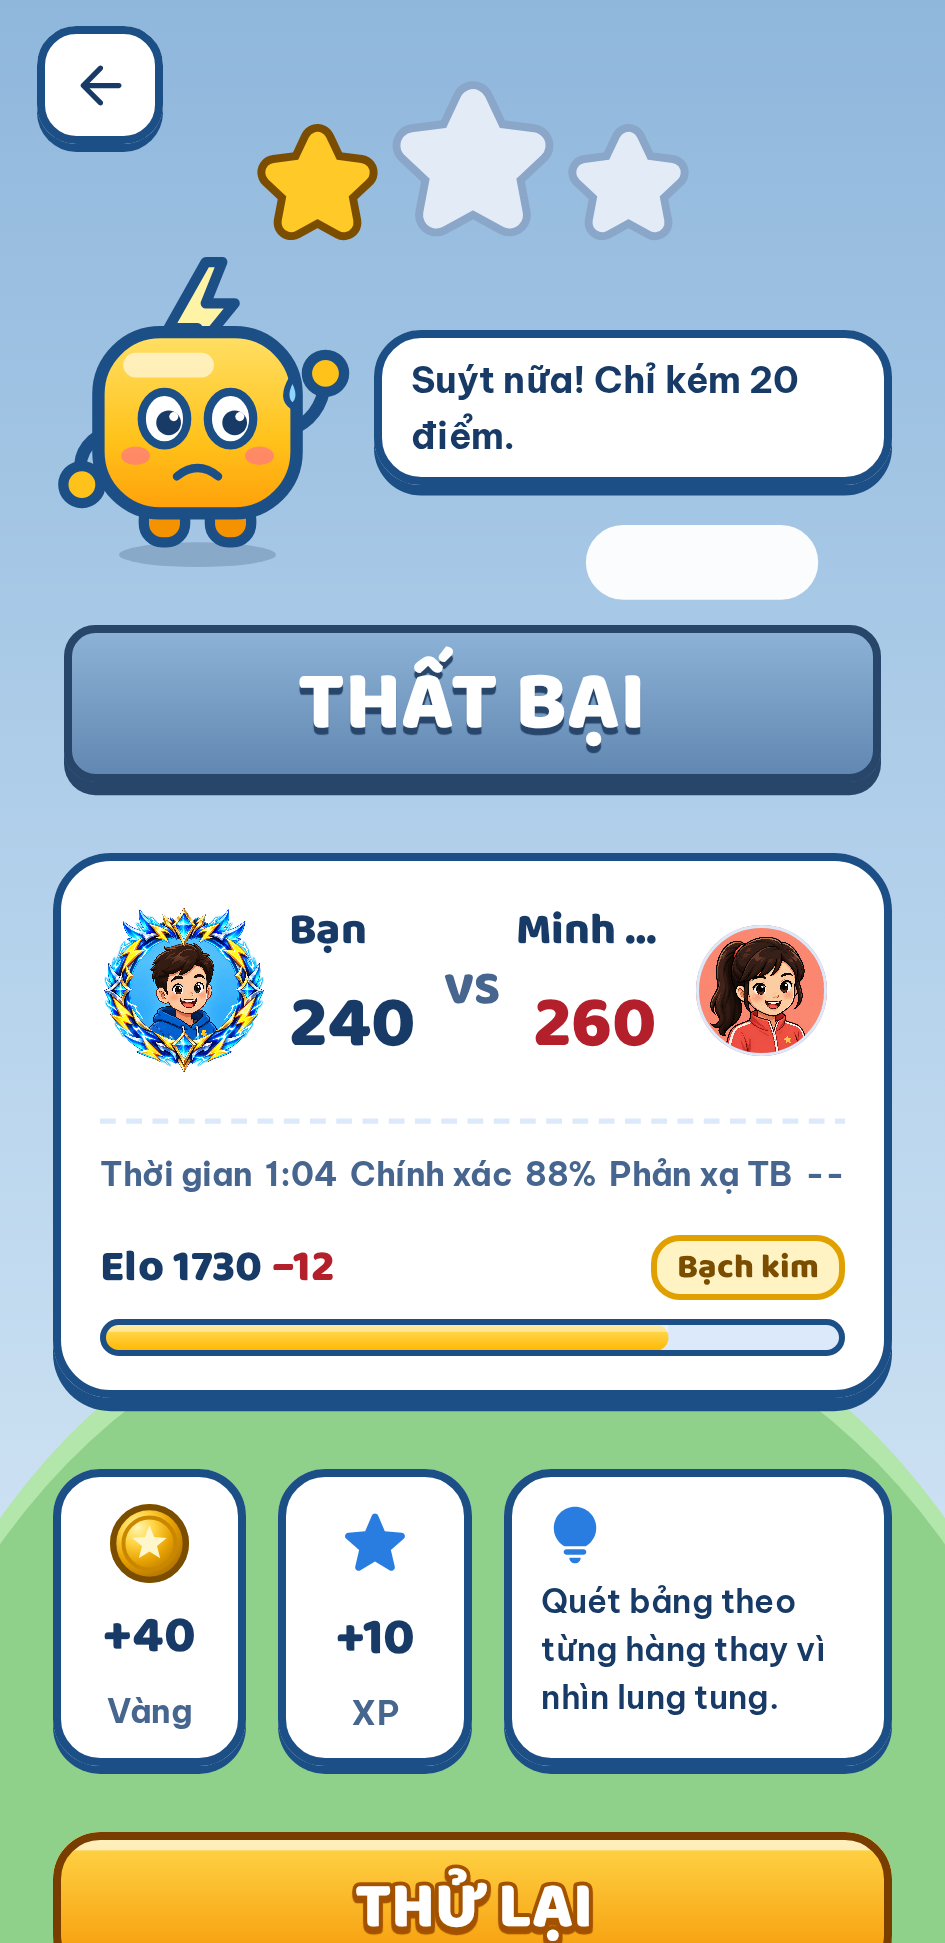 Suýt nữa! Chỉ kém 20
điểm.
THẤT BẠI
Bạn
240
VS
Minh ...
260
Thời gian 1:04 Chính xác 88% Phản xạ TB --
Elo 1730 –12
Bạch kim
+40
Vàng
+10
XP
Quét bảng theo
từng hàng thay vì
nhìn lung tung.
THỬ LẠI